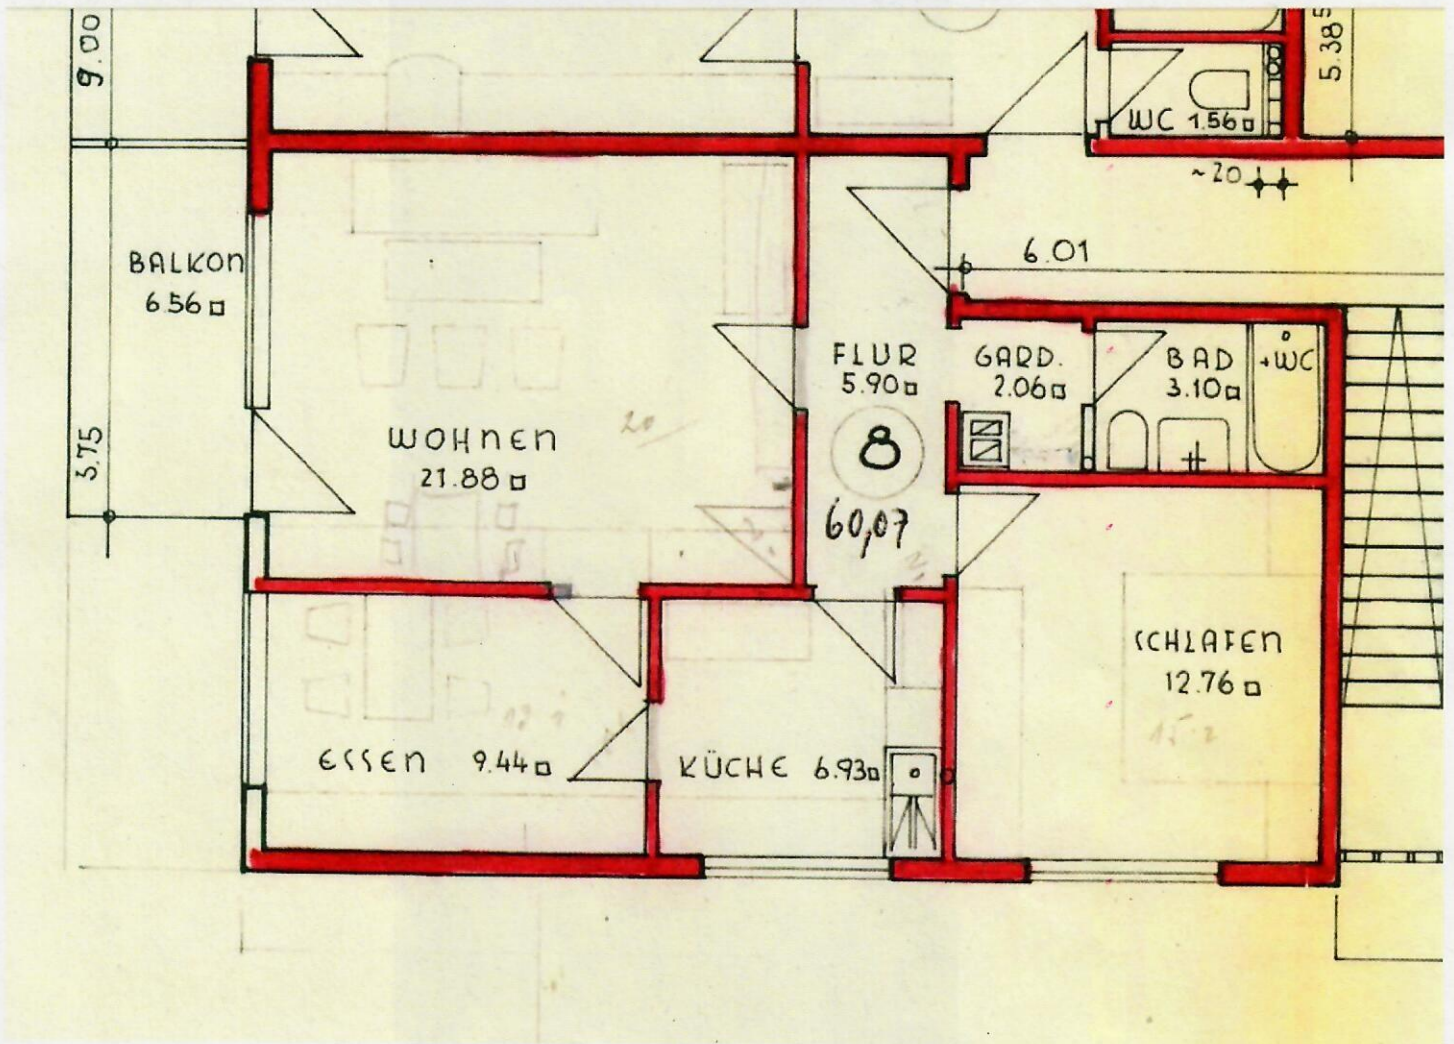 9.00
5.38⁵
WC 1.56□
~20
6.01
BALKON
6.56□
FLUR
5.90□
GARD.
2.06□
BAD
3.10□
+WC
3.75
20
WOHNEN
21.88□
8
60,07
SCHLAFEN
12.76□
ESSEN 9.44□
KÜCHE 6.93□